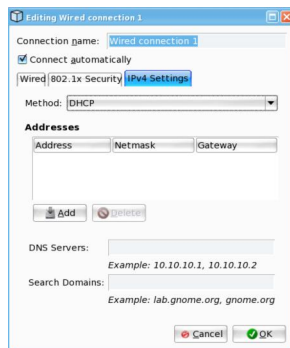 Editing Wired connection 1
Connection name: Wired connection 1
Connect automatically
Wired 802.1x Security IPv4 Settings
Method: DHCP
Addresses
Address Netmask Gateway
Add Delete
DNS Servers:
Example: 10.10.10.1, 10.10.10.2
Search Domains:
Example: lab.gnome.org, gnome.org
Cancel OK